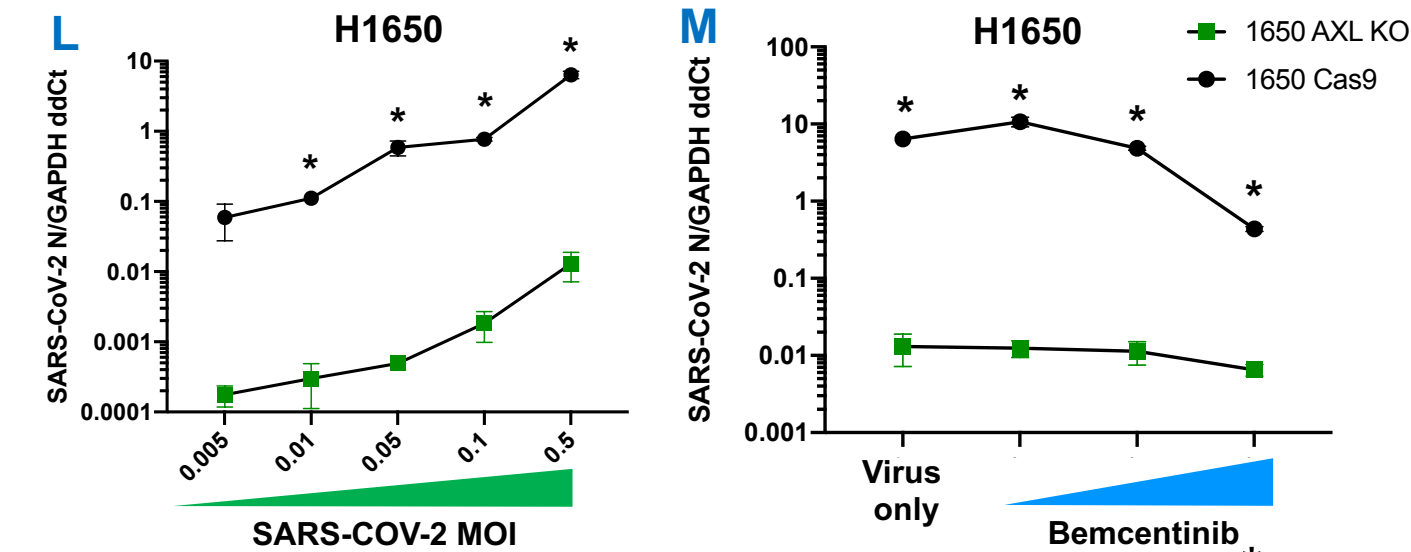 L
H1650
SARS-CoV-2 N/GAPDH ddCt
10
1
0.1
0.01
0.001
0.0001
*
*
*
*
0.005
0.01
0.05
0.1
0.5
SARS-COV-2 MOI
M
H1650
1650 AXL KO
1650 Cas9
SARS-CoV-2 N/GAPDH ddCt
100
10
1
0.1
0.01
0.001
*
*
*
*
Virus
only
Bemcentinib
*